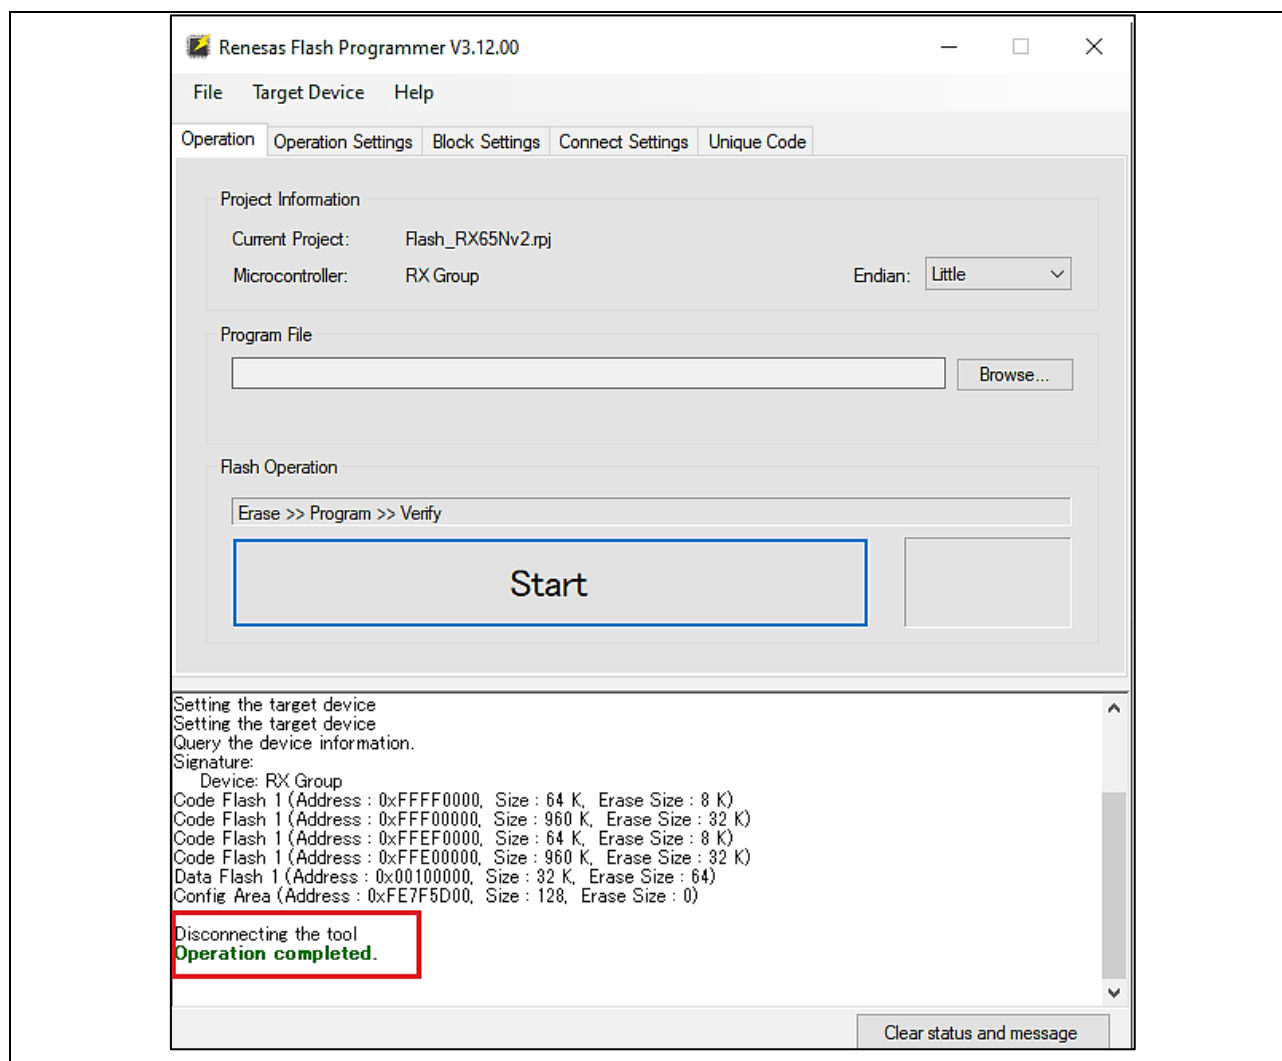 Renesas Flash Programmer V3.12.00
File Target Device Help
Operation Operation Settings Block Settings Connect Settings Unique Code
Project Information
Current Project: Flash_RX65Nv2.rpj
Microcontroller: RX Group Endian: Little
Program File
Browse...
Flash Operation
Erase >> Program >> Verify
Start
Setting the target device
Setting the target device
Query the device information.
Signature:
Device: RX Group
Code Flash 1 (Address : 0xFFFF0000, Size : 64 K, Erase Size : 8 K)
Code Flash 1 (Address : 0xFFF00000, Size : 960 K, Erase Size : 32 K)
Code Flash 1 (Address : 0xFFEF0000, Size : 64 K, Erase Size : 8 K)
Code Flash 1 (Address : 0xFFE00000, Size : 960 K, Erase Size : 32 K)
Data Flash 1 (Address : 0x00100000, Size : 32 K, Erase Size : 64)
Config Area (Address : 0xFE7F5D00, Size : 128, Erase Size : 0)
Disconnecting the tool
Operation completed.
Clear status and message